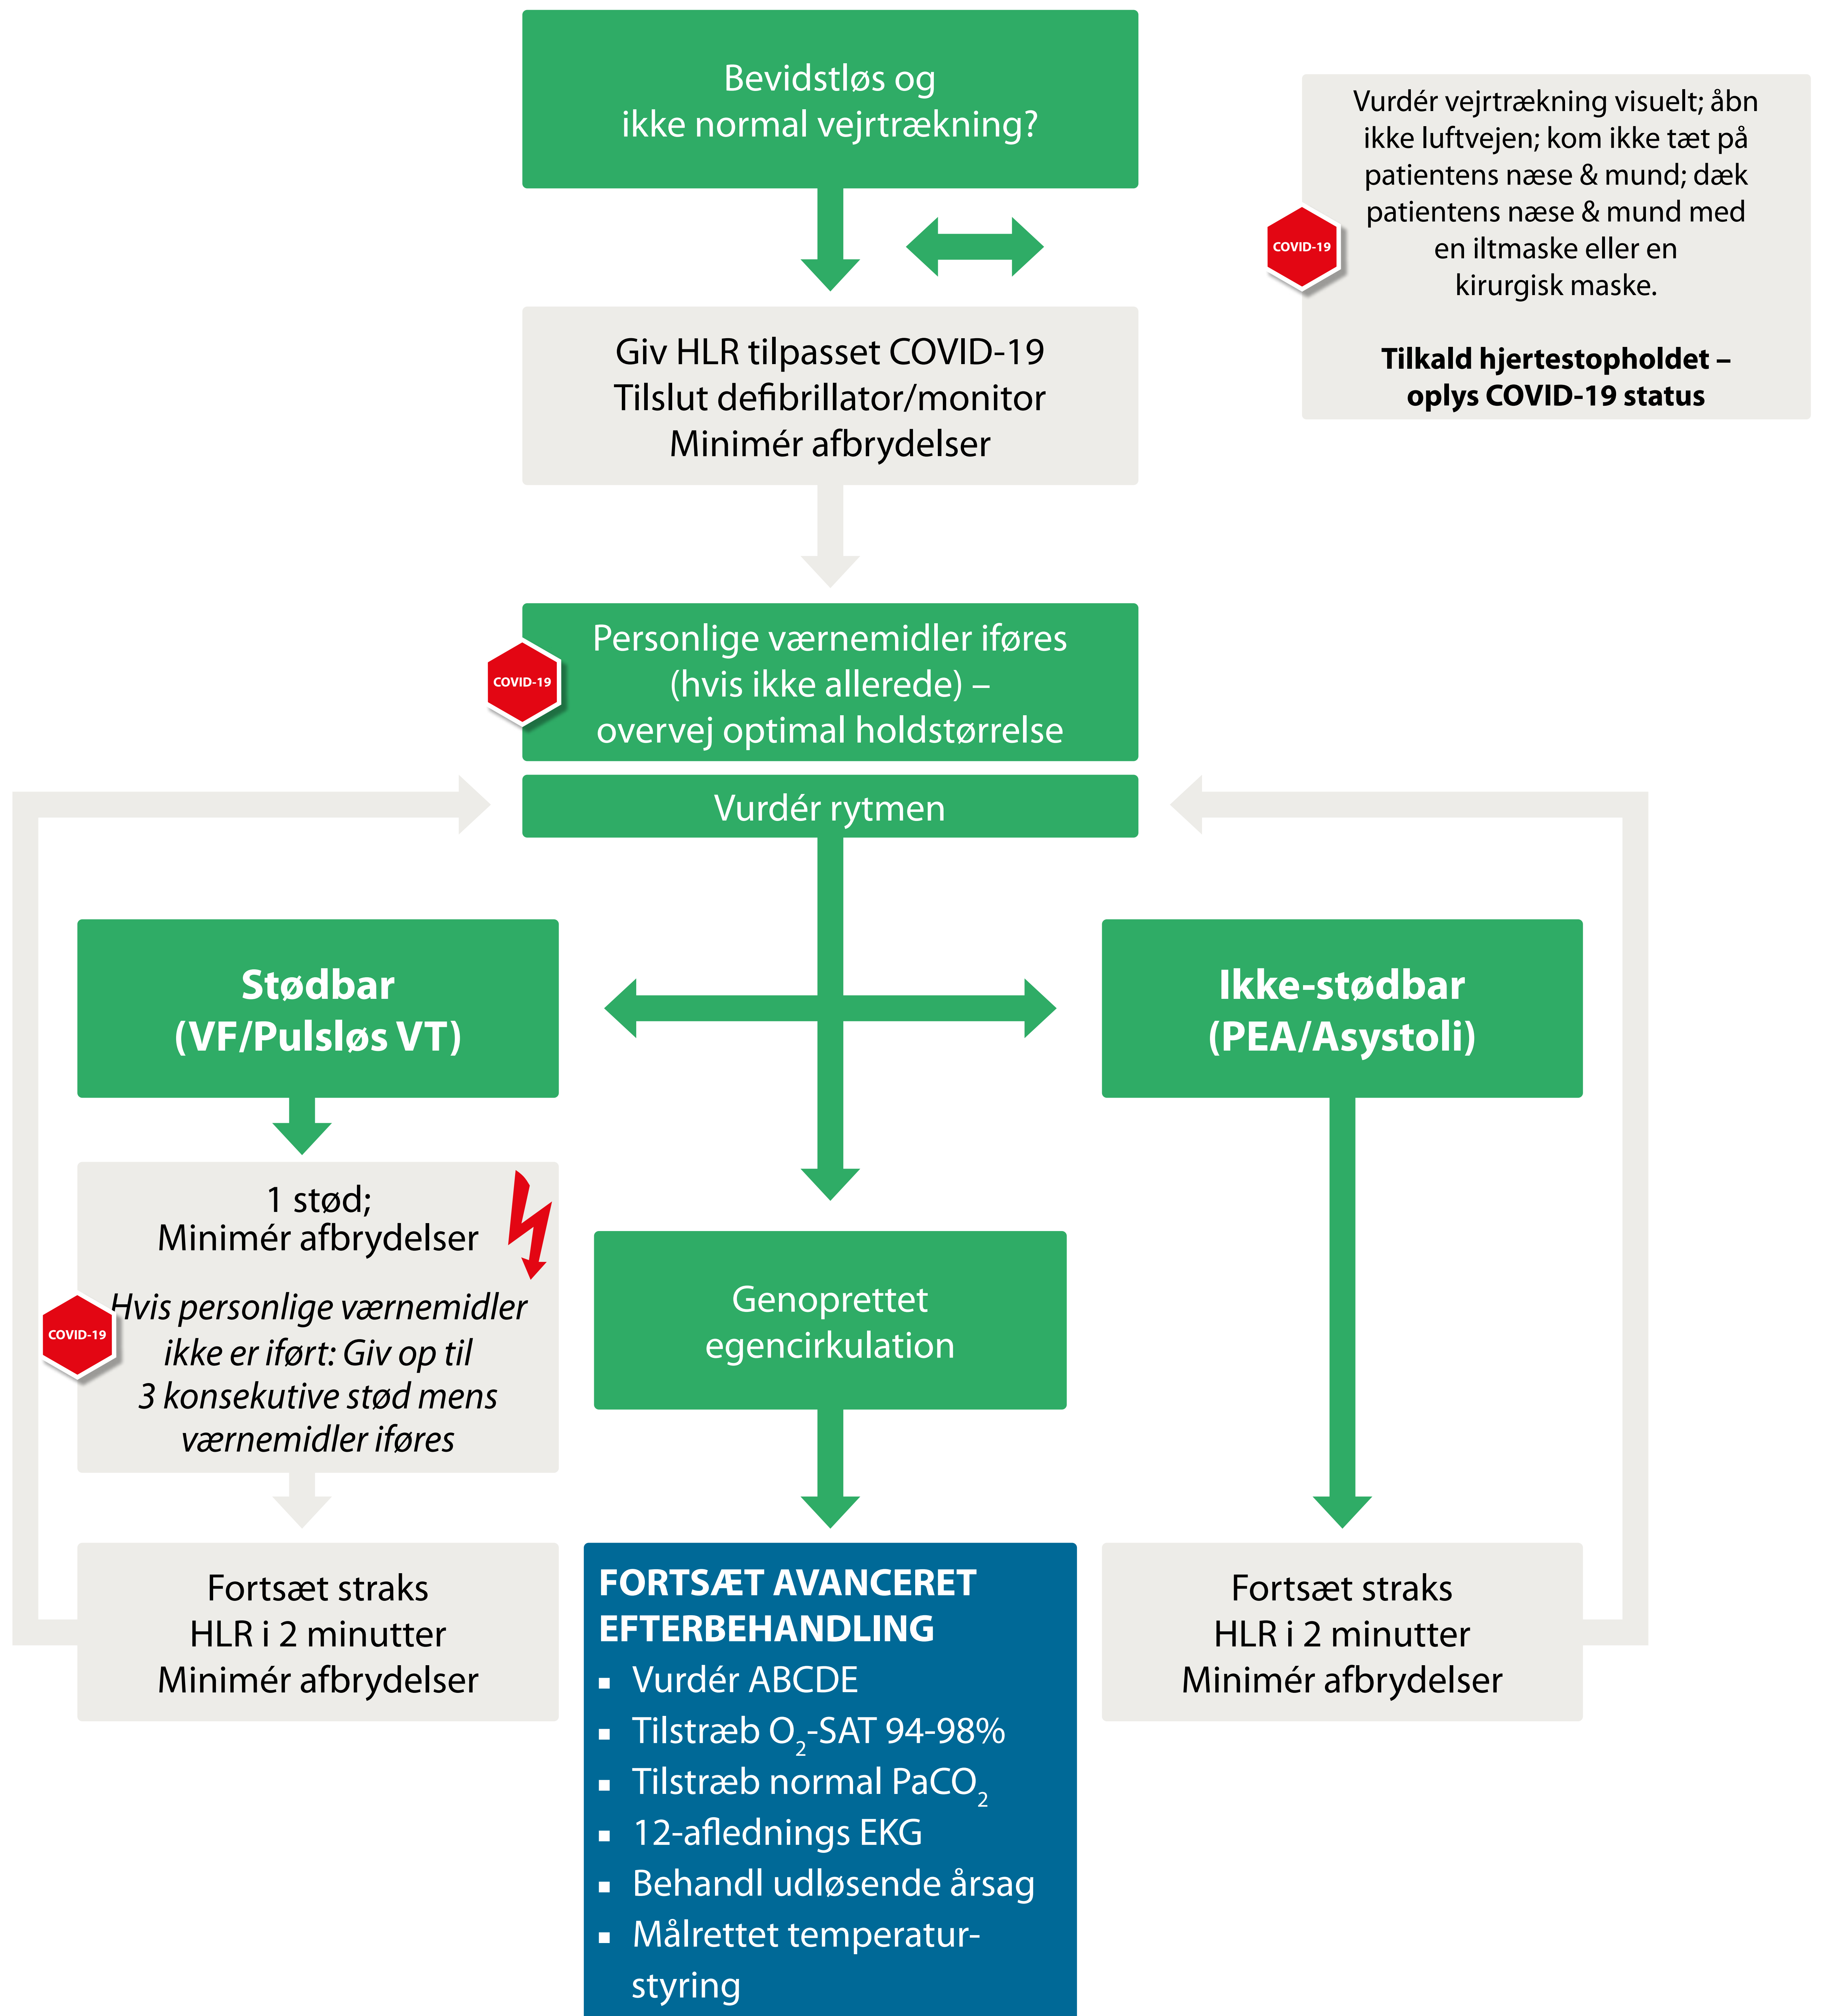 Bevidstløs og
ikke normal vejrtrækning?
Vurdér vejrtrækning visuelt; åbn
ikke luftvejen; kom ikke tæt på
patientens næse & mund; dæk
patientens næse & mund med
en iltmaske eller en
kirurgisk maske.
Tilkald hjertestopholdet –
oplys COVID-19 status
COVID-19
Giv HLR tilpasset COVID-19
Tilslut defibrillator/monitor
Minimér afbrydelser
Personlige værnemidler iføres
(hvis ikke allerede) –
overvej optimal holdstørrelse
COVID-19
Vurdér rytmen
Stødbar
(VF/Pulsløs VT)
Ikke-stødbar
(PEA/Asystoli)
1 stød;
Minimér afbrydelser
Hvis personlige værnemidler
ikke er iført: Giv op til
3 konsekutive stød mens
værnemidler iføres
COVID-19
Genoprettet
egencirkulation
Fortsæt straks
HLR i 2 minutter
Minimér afbrydelser
FORTSÆT AVANCERET
EFTERBEHANDLING
▪ Vurdér ABCDE
▪ Tilstræb O₂-SAT 94-98%
▪ Tilstræb normal PaCO₂
▪ 12-aflednings EKG
▪ Behandl udløsende årsag
▪ Målrettet temperatur-
styring
Fortsæt straks
HLR i 2 minutter
Minimér afbrydelser